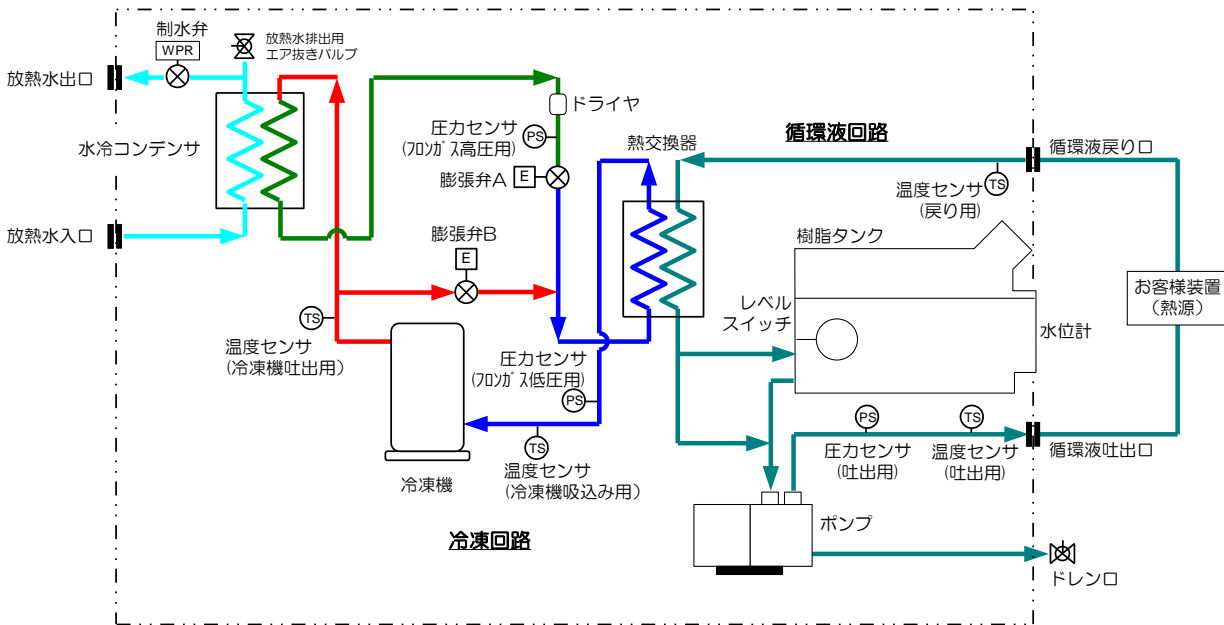 制水弁
WPR
放熱水排出用
エア抜きバルブ
放熱水出口
水冷コンデンサ
放熱水入口
ドライヤ
圧力センサ
(フロンガス高圧用)
PS
膨張弁A
E
膨張弁B
E
熱交換器
循環液回路
循環液戻り口
温度センサ
(戻り用)
TS
樹脂タンク
レベル
スイッチ
水位計
お客様装置
(熱源)
TS
温度センサ
(冷凍機吐出用)
圧力センサ
(フロンガス低圧用)
PS
TS
温度センサ
(冷凍機吸込み用)
冷凍機
冷凍回路
PS
圧力センサ
(吐出用)
TS
温度センサ
(吐出用)
循環液吐出口
ポンプ
ドレン口